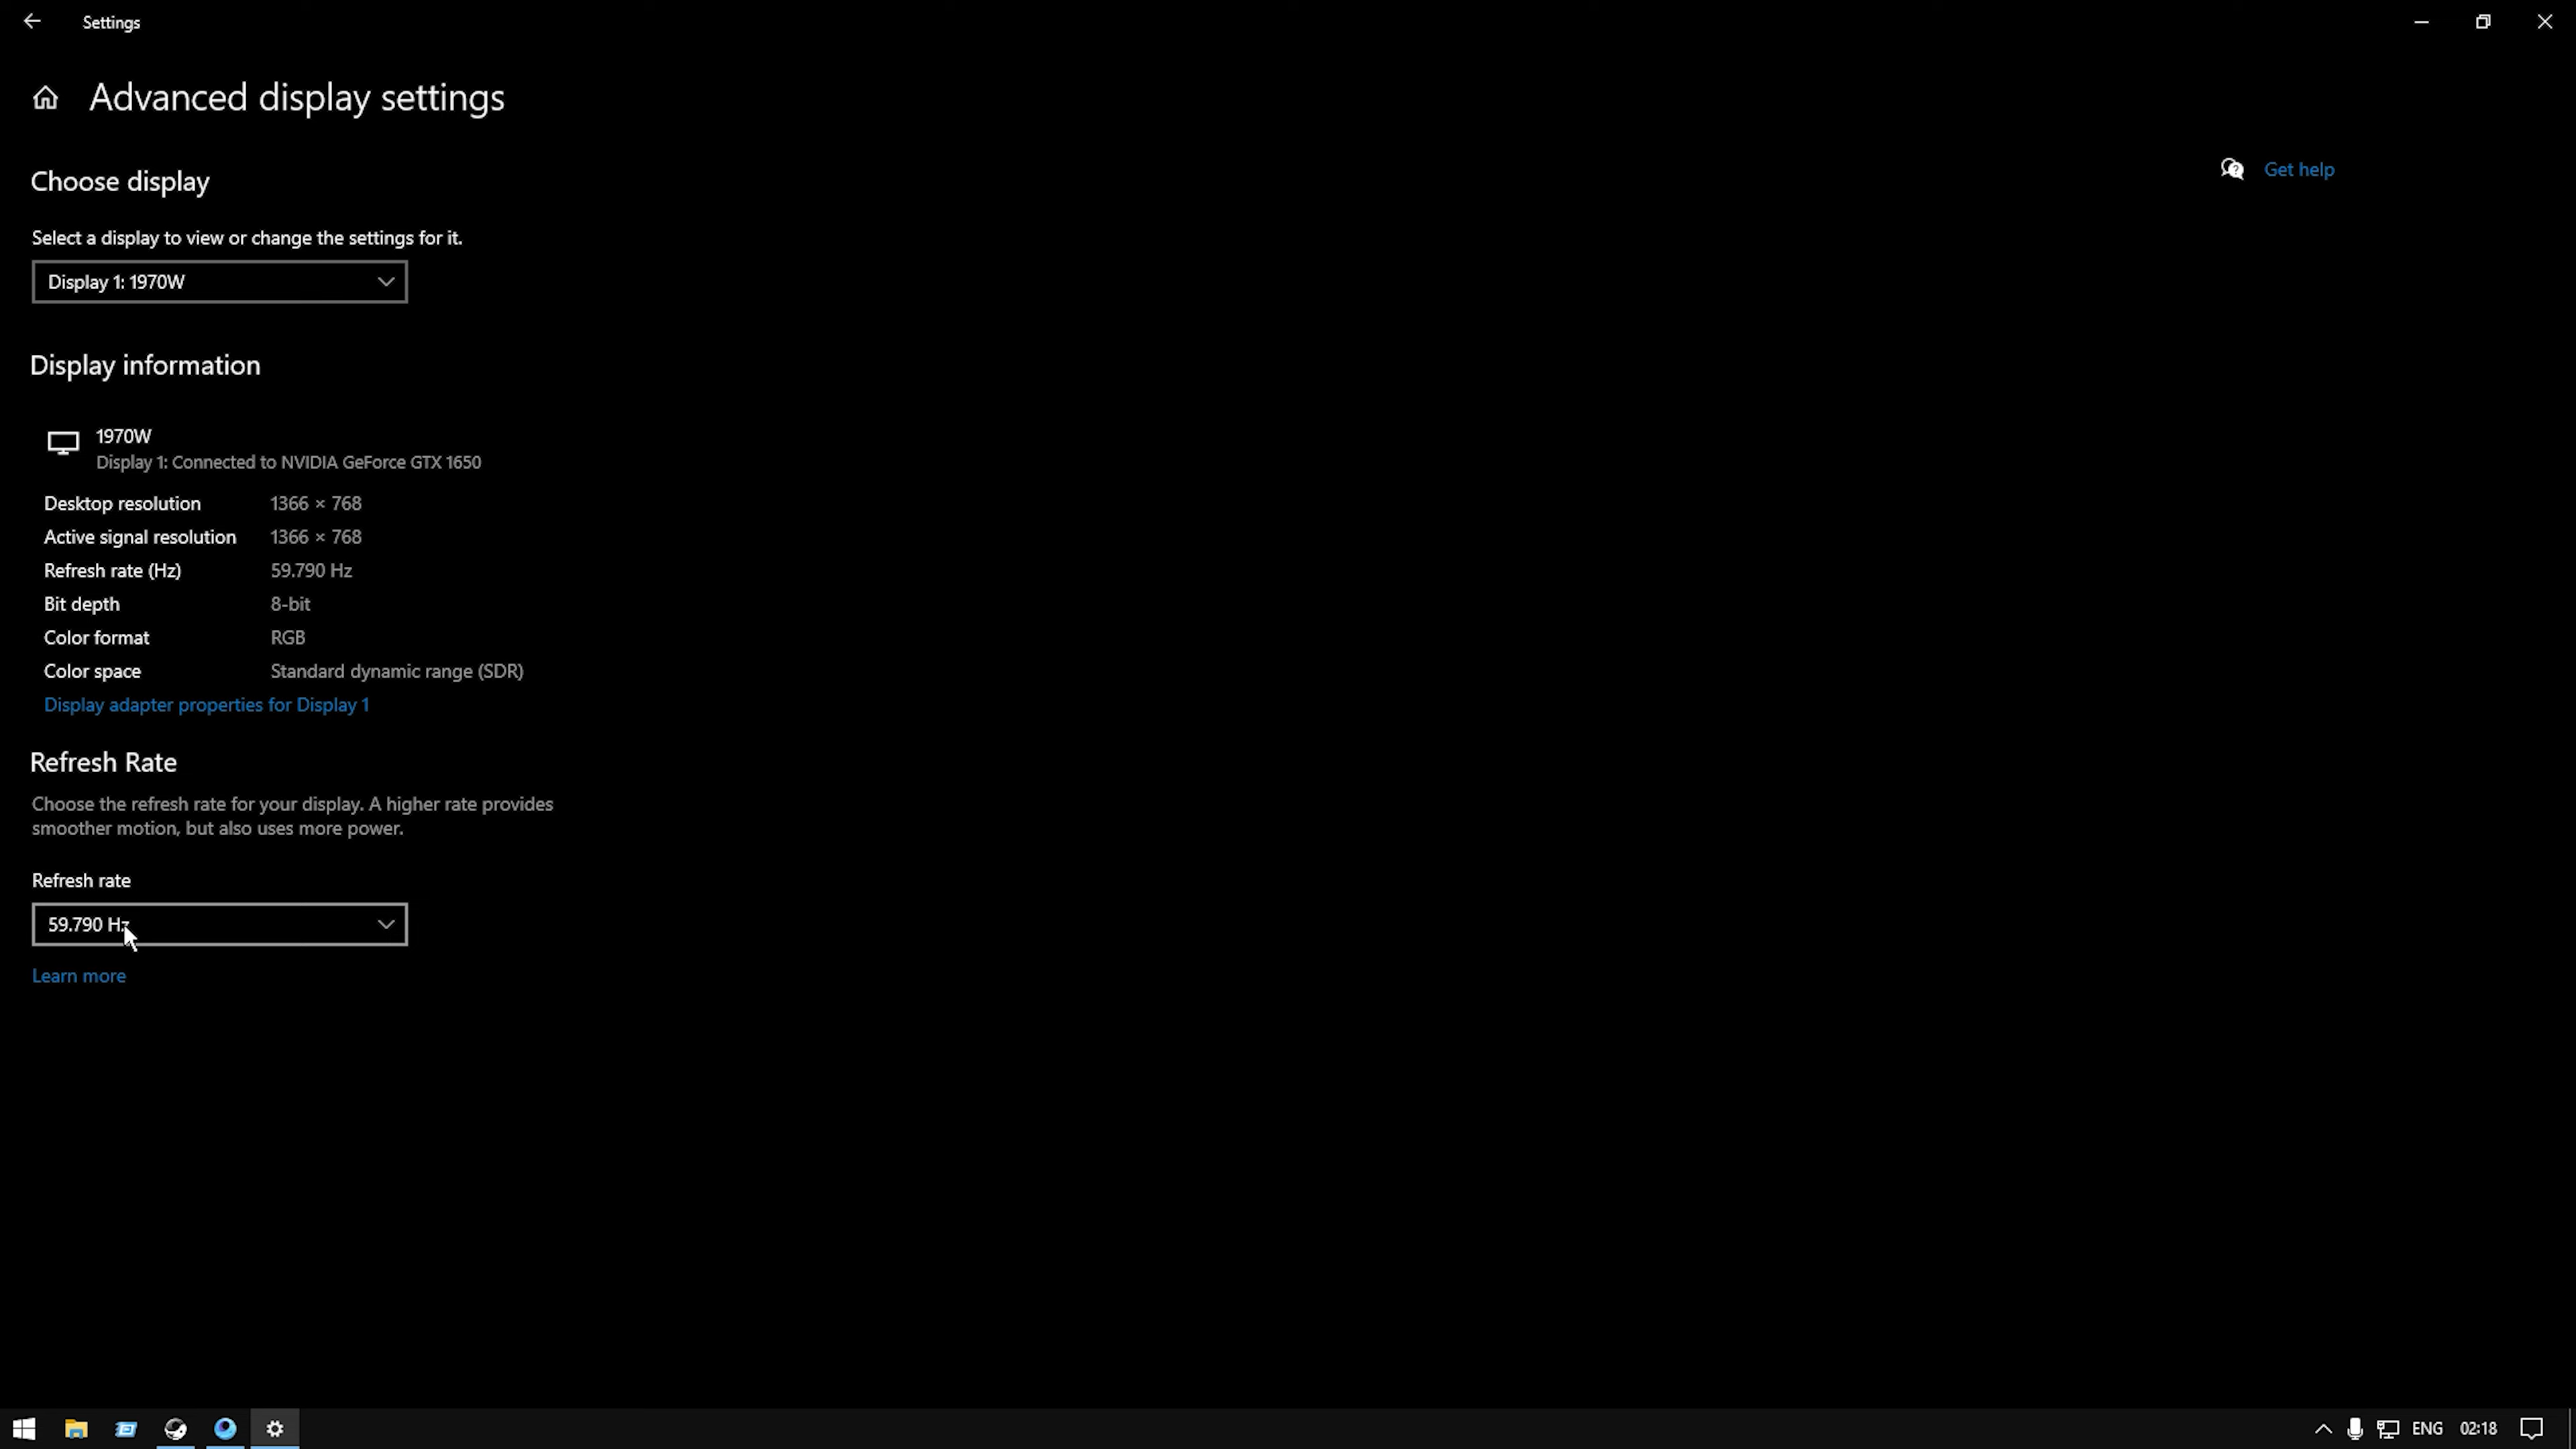 Settings
Advanced display settings
Choose display
Get help
Select a display to view or change the settings for it.
Display 1: 1970W
Display information
1970W
Display 1: Connected to NVIDIA GeForce GTX 1650
Desktop resolution 1366 × 768
Active signal resolution 1366 × 768
Refresh rate (Hz) 59.790 Hz
Bit depth 8-bit
Color format RGB
Color space Standard dynamic range (SDR)
Display adapter properties for Display 1
Refresh Rate
Choose the refresh rate for your display. A higher rate provides
smoother motion, but also uses more power.
Refresh rate
59.790 Hz
Learn more
ENG 02:18